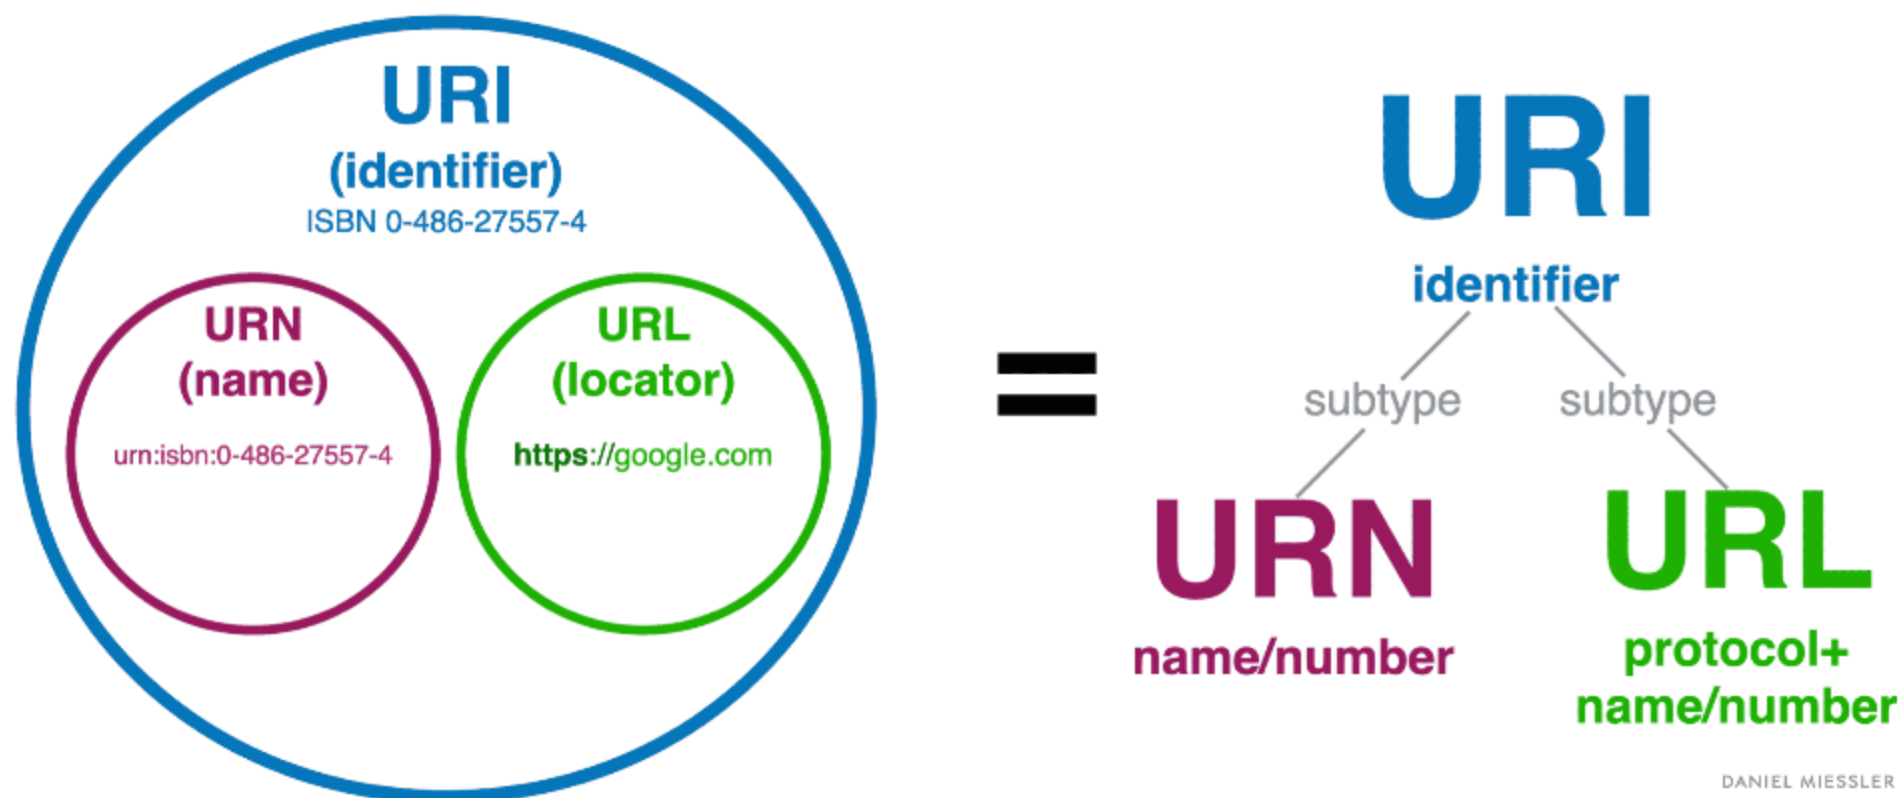 URI
(identifier)
ISBN 0-486-27557-4
URN
(name)
urn:isbn:0-486-27557-4
URL
(locator)
https://google.com
=
URI
identifier
subtype
subtype
URN
name/number
URL
protocol+
name/number
DANIEL MIESSLER